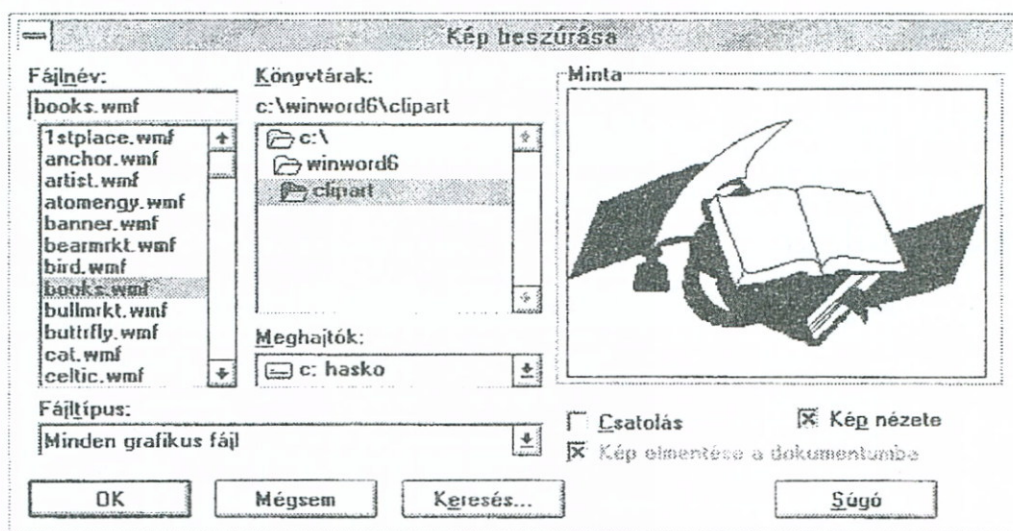 Kép beszúrása
Fájlnév:
books.wmf
1stplace.wmf
anchor.wmf
artist.wmf
atomengy.wmf
banner.wmf
bearmrkt.wmf
bird.wmf
books.wmf
bullmrkt.wmf
buttrfly.wmf
cat.wmf
celtic.wmf
Könyvtárak:
c:\winword6\clipart
c:\
winword6
clipart
Meghajtók:
c: hasko
Minta
Fájltípus:
Minden grafikus fájl
Csatolás
Kép nézete
Kép elmentése a dokumentumba
OK
Mégsem
Keresés...
Súgó